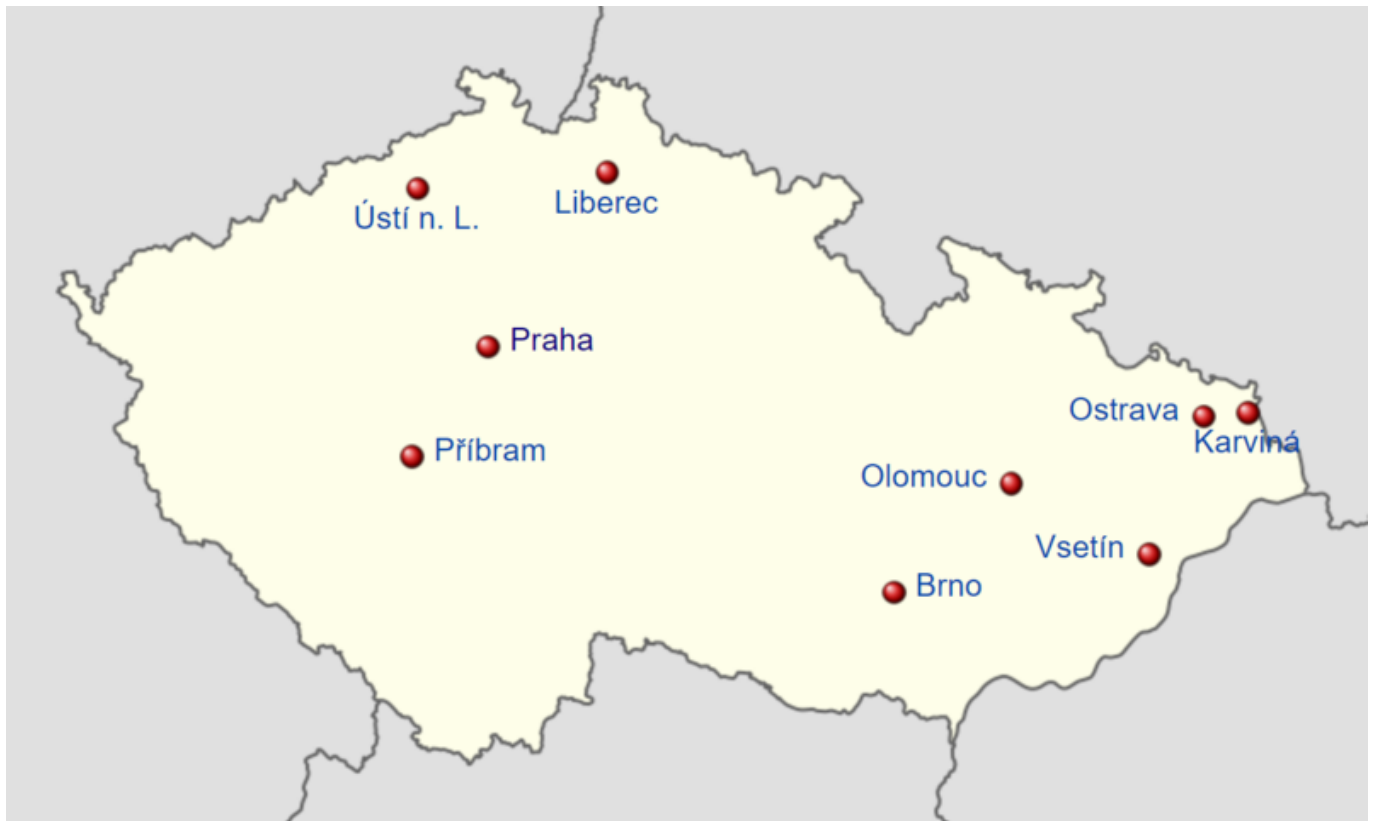 Liberec
Ústí n. L.
Praha
Ostrava
Karviná
Příbram
Olomouc
Vsetín
Brno